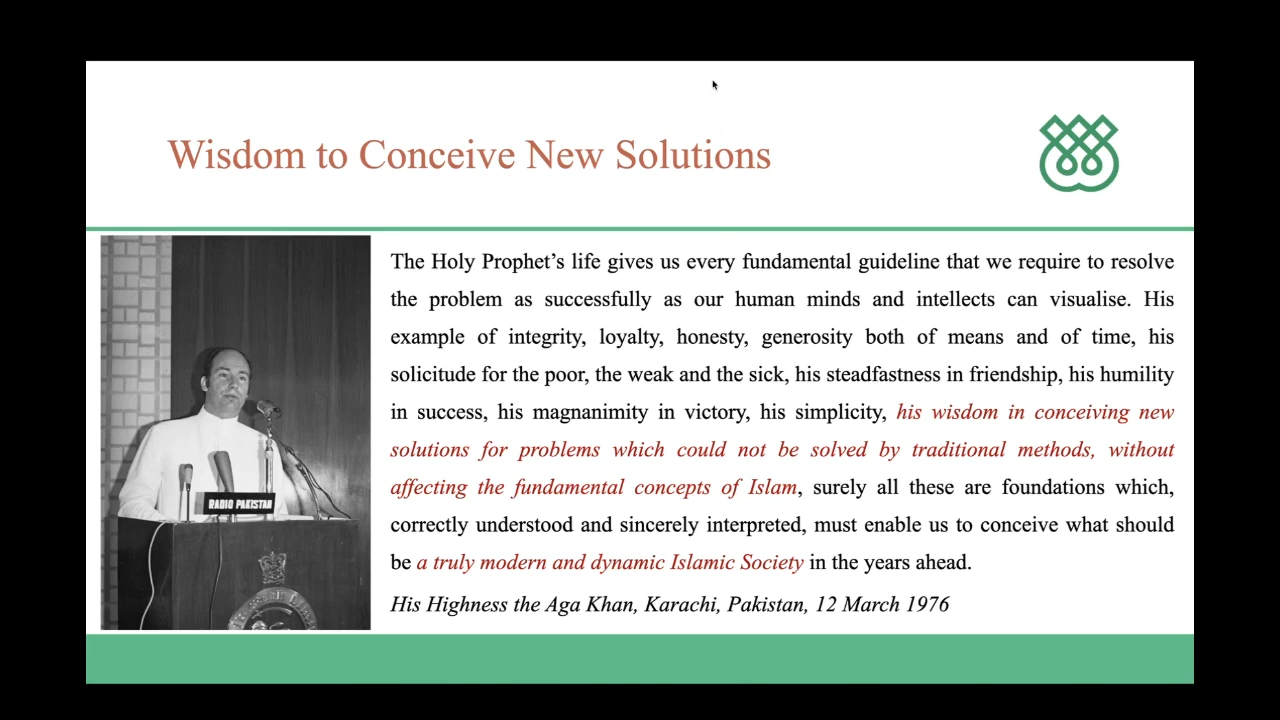 Wisdom to Conceive New Solutions
The Holy Prophet’s life gives us every fundamental guideline that we require to resolve
the problem as successfully as our human minds and intellects can visualise. His
example of integrity, loyalty, honesty, generosity both of means and of time, his
solicitude for the poor, the weak and the sick, his steadfastness in friendship, his humility
in success, his magnanimity in victory, his simplicity, his wisdom in conceiving new
solutions for problems which could not be solved by traditional methods, without
affecting the fundamental concepts of Islam, surely all these are foundations which,
correctly understood and sincerely interpreted, must enable us to conceive what should
be a truly modern and dynamic Islamic Society in the years ahead.
His Highness the Aga Khan, Karachi, Pakistan, 12 March 1976
RADIO PAKISTAN